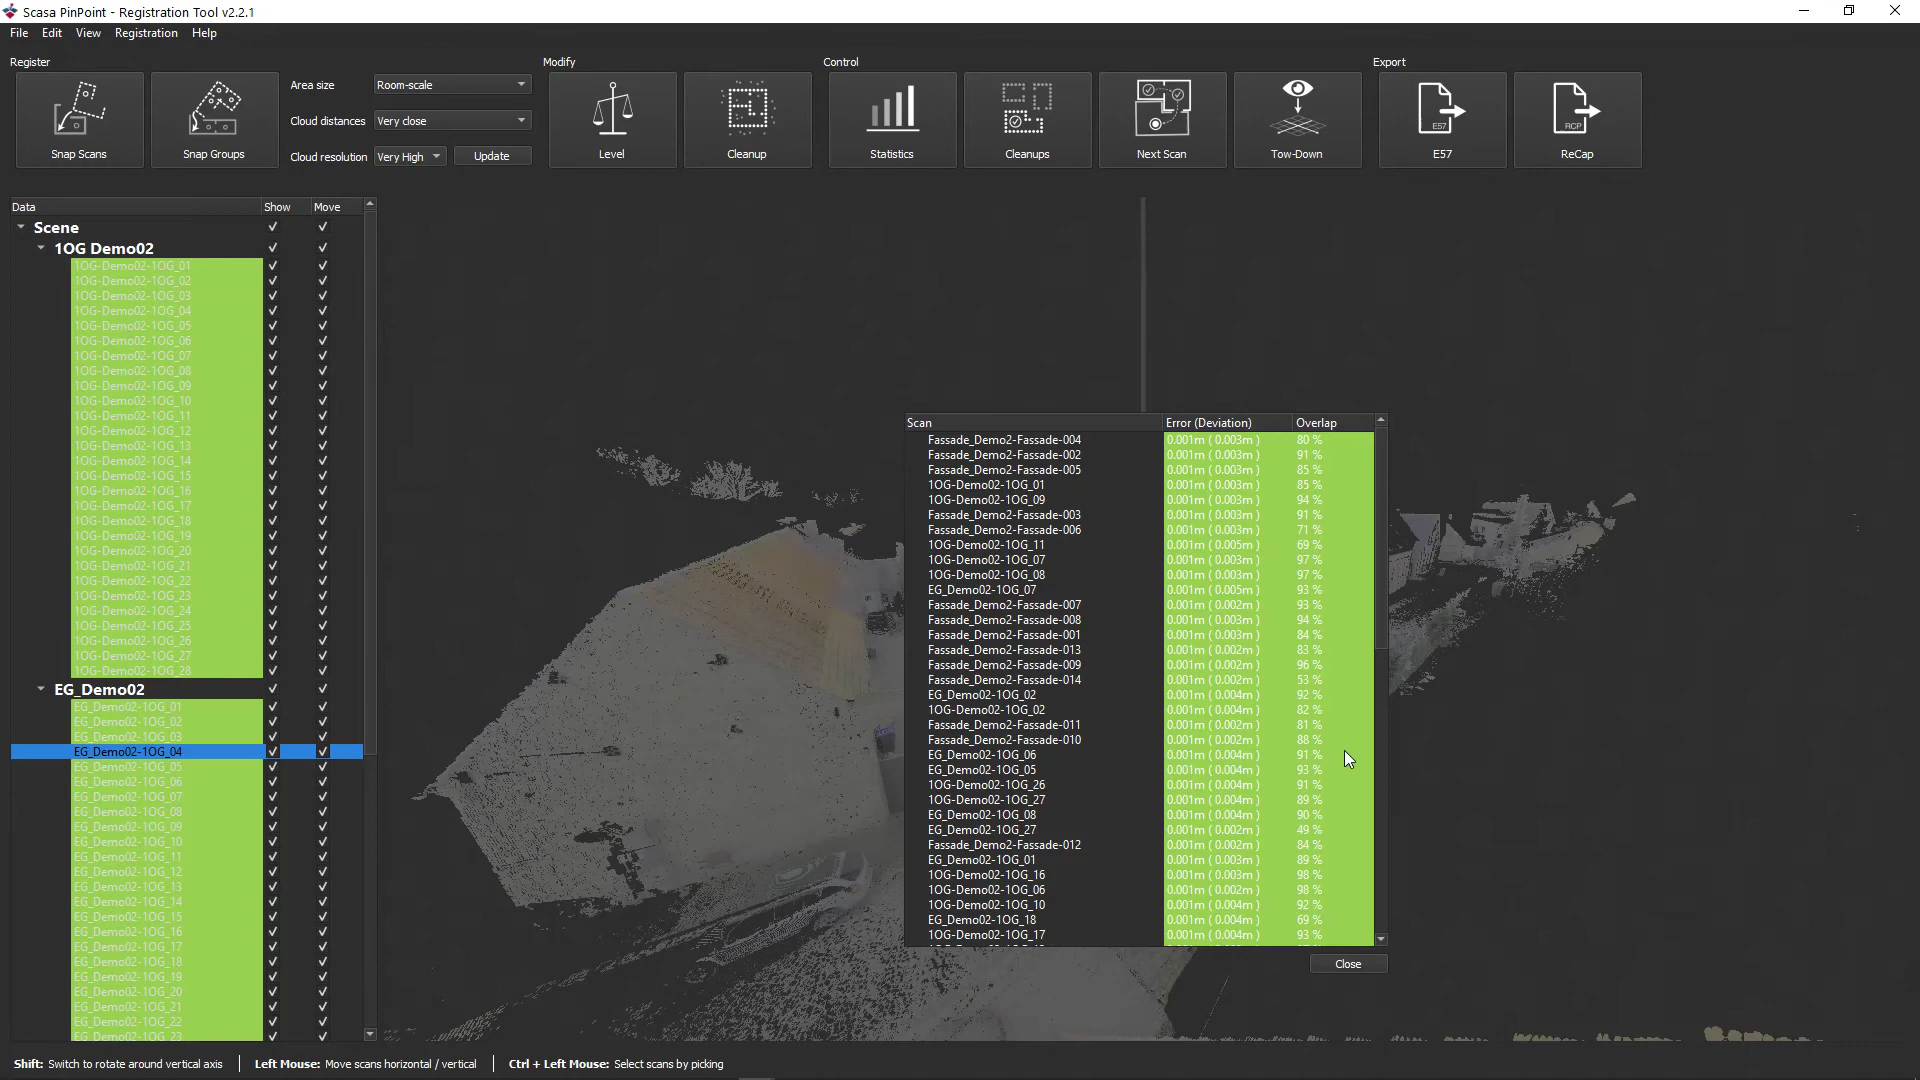 Scasa PinPoint - Registration Tool v2.2.1
File Edit View Registration Help
Register
Modify
Control
Export
Snap Scans
Snap Groups
Area size
Room-scale
Cloud distances
Very close
Cloud resolution
Very High
Update
Level
Cleanup
Statistics
Cleanups
Next Scan
Tow-Down
E57
E57
RCP
ReCap
Data Show Move
Scene
1OG Demo02
1OG-Demo02-1OG_01
1OG-Demo02-1OG_02
1OG-Demo02-1OG_03
1OG-Demo02-1OG_04
1OG-Demo02-1OG_05
1OG-Demo02-1OG_06
1OG-Demo02-1OG_07
1OG-Demo02-1OG_08
1OG-Demo02-1OG_09
1OG-Demo02-1OG_10
1OG-Demo02-1OG_11
1OG-Demo02-1OG_12
1OG-Demo02-1OG_13
1OG-Demo02-1OG_14
1OG-Demo02-1OG_15
1OG-Demo02-1OG_16
1OG-Demo02-1OG_17
1OG-Demo02-1OG_18
1OG-Demo02-1OG_19
1OG-Demo02-1OG_20
1OG-Demo02-1OG_21
1OG-Demo02-1OG_22
1OG-Demo02-1OG_23
1OG-Demo02-1OG_24
1OG-Demo02-1OG_25
1OG-Demo02-1OG_26
1OG-Demo02-1OG_27
1OG-Demo02-1OG_28
EG_Demo02
EG_Demo02-1OG_01
EG_Demo02-1OG_02
EG_Demo02-1OG_03
EG_Demo02-1OG_04
EG_Demo02-1OG_05
EG_Demo02-1OG_06
EG_Demo02-1OG_07
EG_Demo02-1OG_08
EG_Demo02-1OG_09
EG_Demo02-1OG_10
EG_Demo02-1OG_11
EG_Demo02-1OG_12
EG_Demo02-1OG_13
EG_Demo02-1OG_14
EG_Demo02-1OG_15
EG_Demo02-1OG_16
EG_Demo02-1OG_17
EG_Demo02-1OG_18
EG_Demo02-1OG_19
EG_Demo02-1OG_20
EG_Demo02-1OG_21
EG_Demo02-1OG_22
EG_Demo02-1OG_23
Scan Error (Deviation) Overlap
Fassade_Demo2-Fassade-004 0.001m ( 0.003m ) 80 %
Fassade_Demo2-Fassade-002 0.001m ( 0.003m ) 91 %
Fassade_Demo2-Fassade-005 0.001m ( 0.003m ) 85 %
1OG-Demo02-1OG_01 0.001m ( 0.003m ) 85 %
1OG-Demo02-1OG_09 0.001m ( 0.003m ) 94 %
Fassade_Demo2-Fassade-003 0.001m ( 0.003m ) 91 %
Fassade_Demo2-Fassade-006 0.001m ( 0.003m ) 71 %
1OG-Demo02-1OG_11 0.001m ( 0.005m ) 69 %
1OG-Demo02-1OG_07 0.001m ( 0.003m ) 97 %
1OG-Demo02-1OG_08 0.001m ( 0.003m ) 97 %
EG_Demo02-1OG_07 0.001m ( 0.005m ) 93 %
Fassade_Demo2-Fassade-007 0.001m ( 0.002m ) 93 %
Fassade_Demo2-Fassade-008 0.001m ( 0.003m ) 94 %
Fassade_Demo2-Fassade-001 0.001m ( 0.003m ) 84 %
Fassade_Demo2-Fassade-013 0.001m ( 0.002m ) 83 %
Fassade_Demo2-Fassade-009 0.001m ( 0.002m ) 96 %
Fassade_Demo2-Fassade-014 0.001m ( 0.002m ) 53 %
EG_Demo02-1OG_02 0.001m ( 0.004m ) 92 %
1OG-Demo02-1OG_02 0.001m ( 0.004m ) 82 %
Fassade_Demo2-Fassade-011 0.001m ( 0.002m ) 81 %
Fassade_Demo2-Fassade-010 0.001m ( 0.002m ) 88 %
EG_Demo02-1OG_06 0.001m ( 0.004m ) 91 %
EG_Demo02-1OG_05 0.001m ( 0.004m ) 93 %
1OG-Demo02-1OG_26 0.001m ( 0.004m ) 91 %
1OG-Demo02-1OG_27 0.001m ( 0.004m ) 89 %
EG_Demo02-1OG_08 0.001m ( 0.004m ) 90 %
EG_Demo02-1OG_27 0.001m ( 0.002m ) 49 %
Fassade_Demo2-Fassade-012 0.001m ( 0.002m ) 84 %
EG_Demo02-1OG_01 0.001m ( 0.003m ) 89 %
1OG-Demo02-1OG_16 0.001m ( 0.003m ) 98 %
1OG-Demo02-1OG_06 0.001m ( 0.002m ) 98 %
1OG-Demo02-1OG_10 0.001m ( 0.004m ) 92 %
EG_Demo02-1OG_18 0.001m ( 0.004m ) 69 %
1OG-Demo02-1OG_17 0.001m ( 0.004m ) 93 %
Close
Shift: Switch to rotate around vertical axis Left Mouse: Move scans horizontal / vertical Ctrl + Left Mouse: Select scans by picking